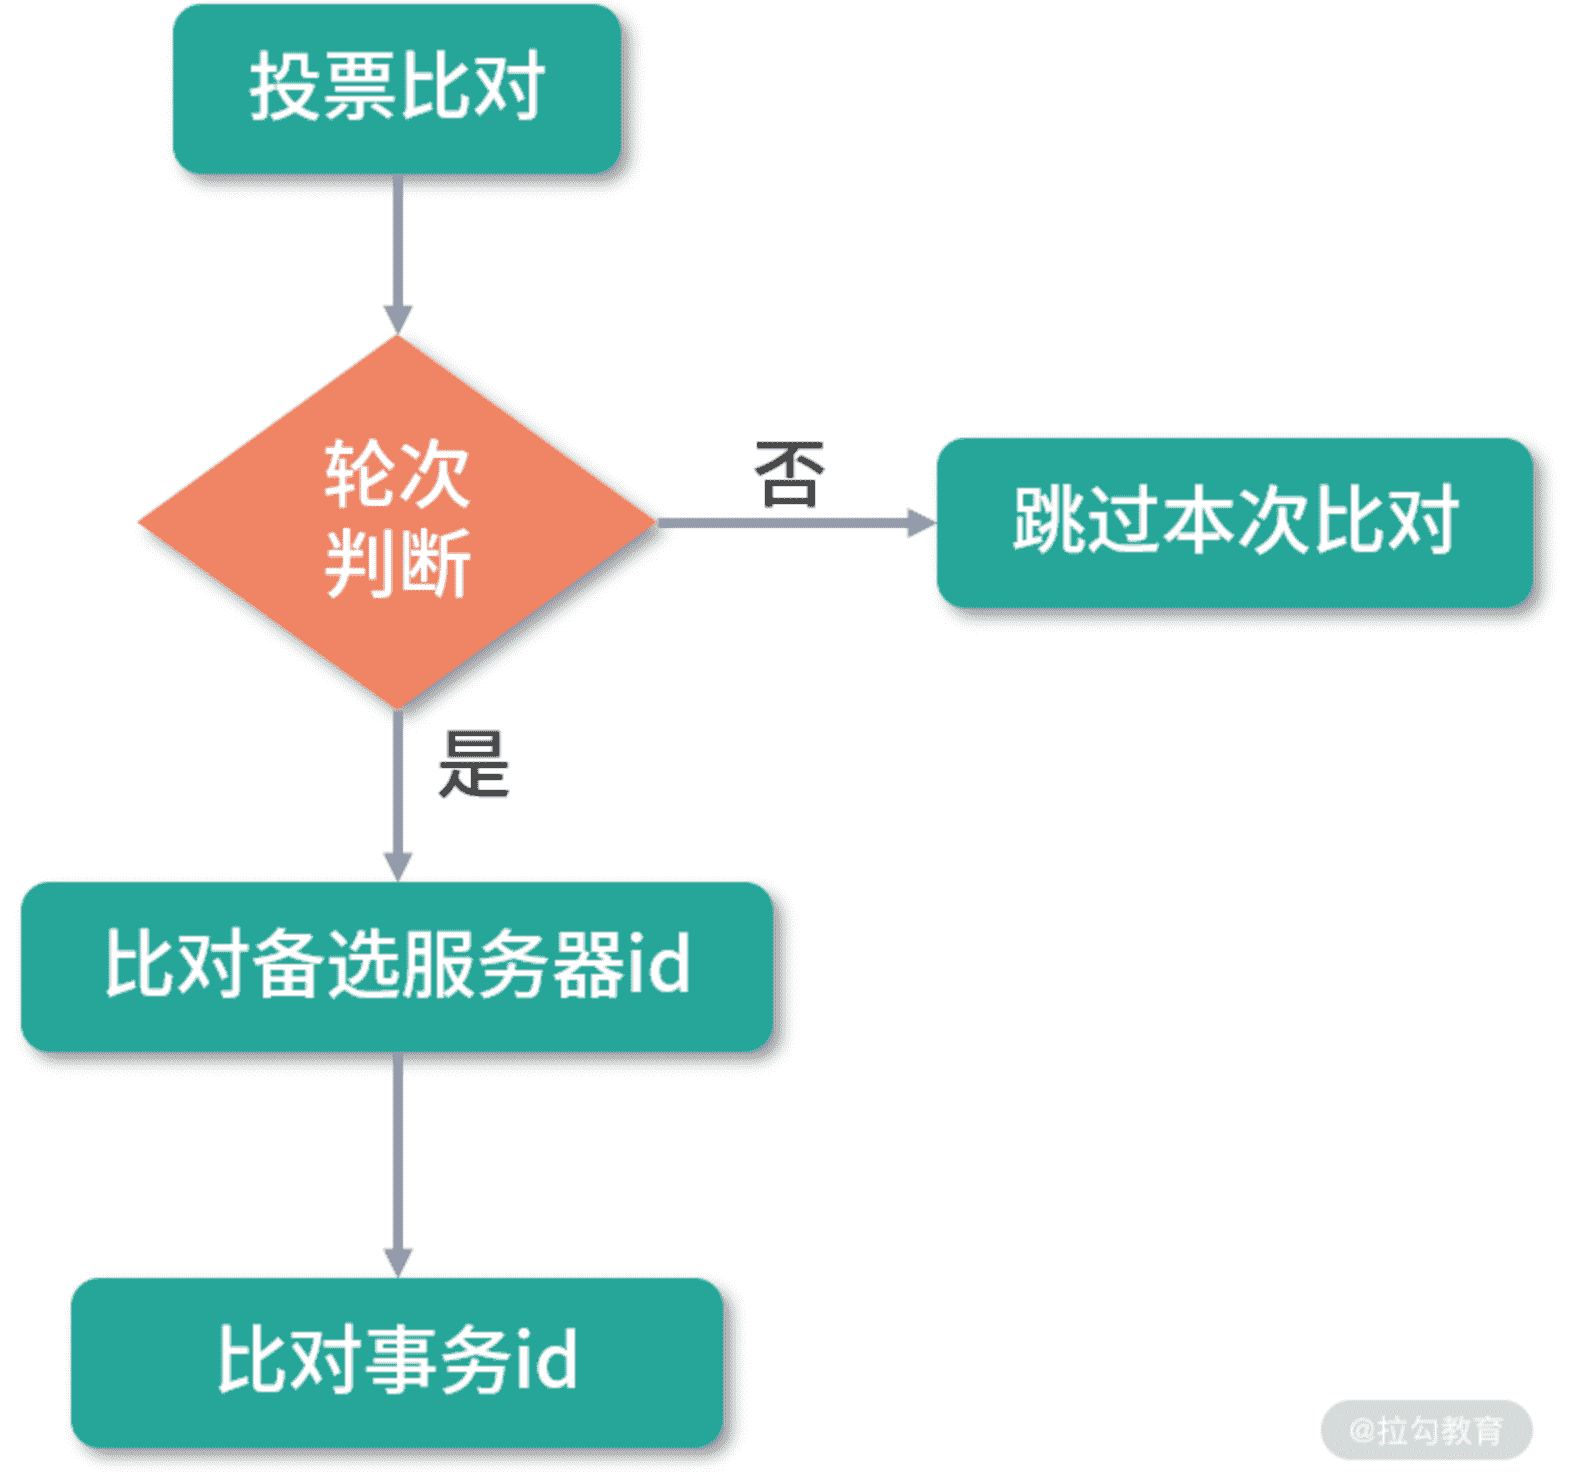 投票比对
轮次
判断
否
跳过本次比对
是
比对备选服务器id
比对事务id
@拉勾教育